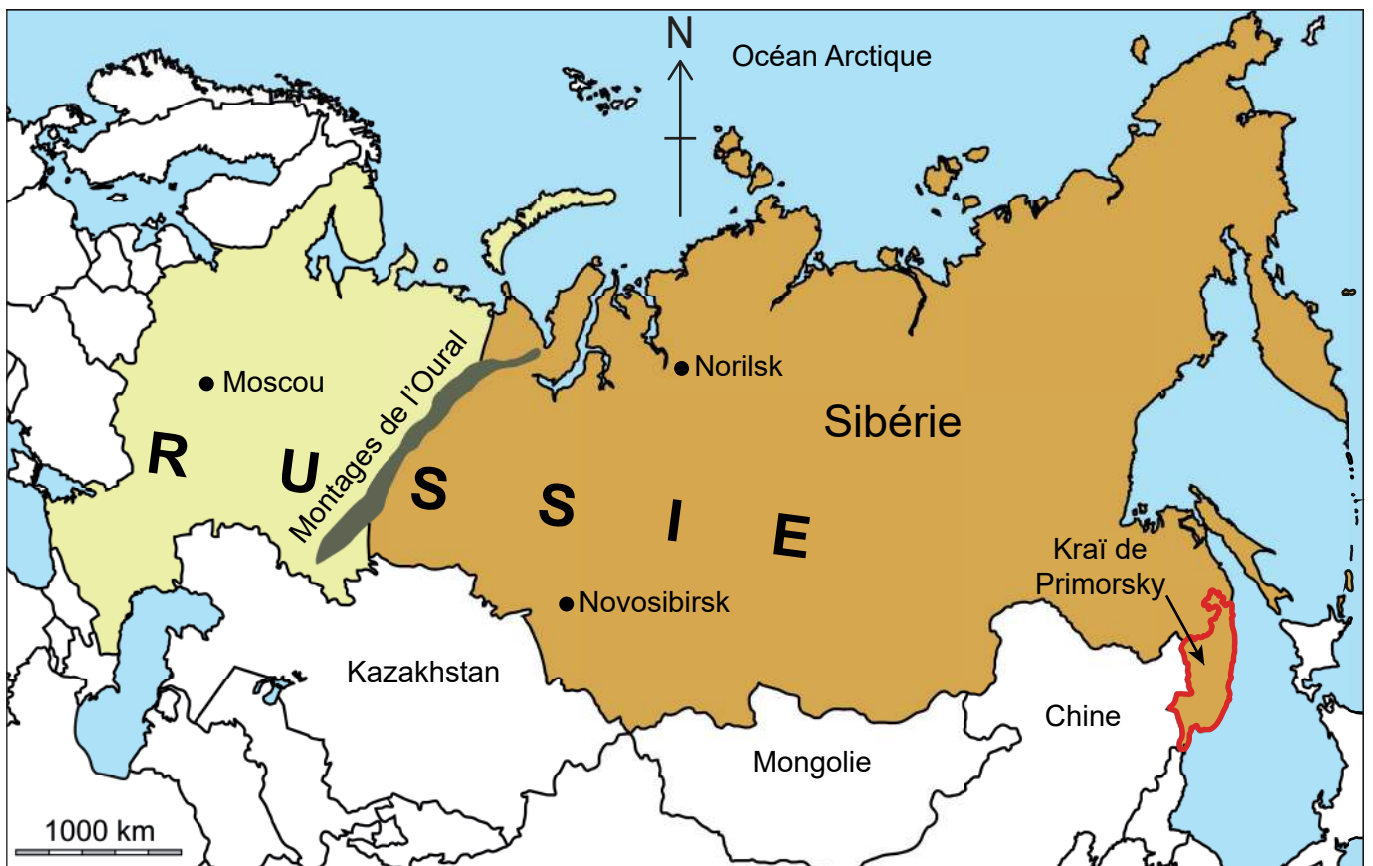 N
Océan Arctique
Norilsk
Moscou
Montages de l'Oural
Sibérie
R U S S I E
Kraï de
Primorsky
Novosibirsk
Kazakhstan
Chine
Mongolie
1000 km